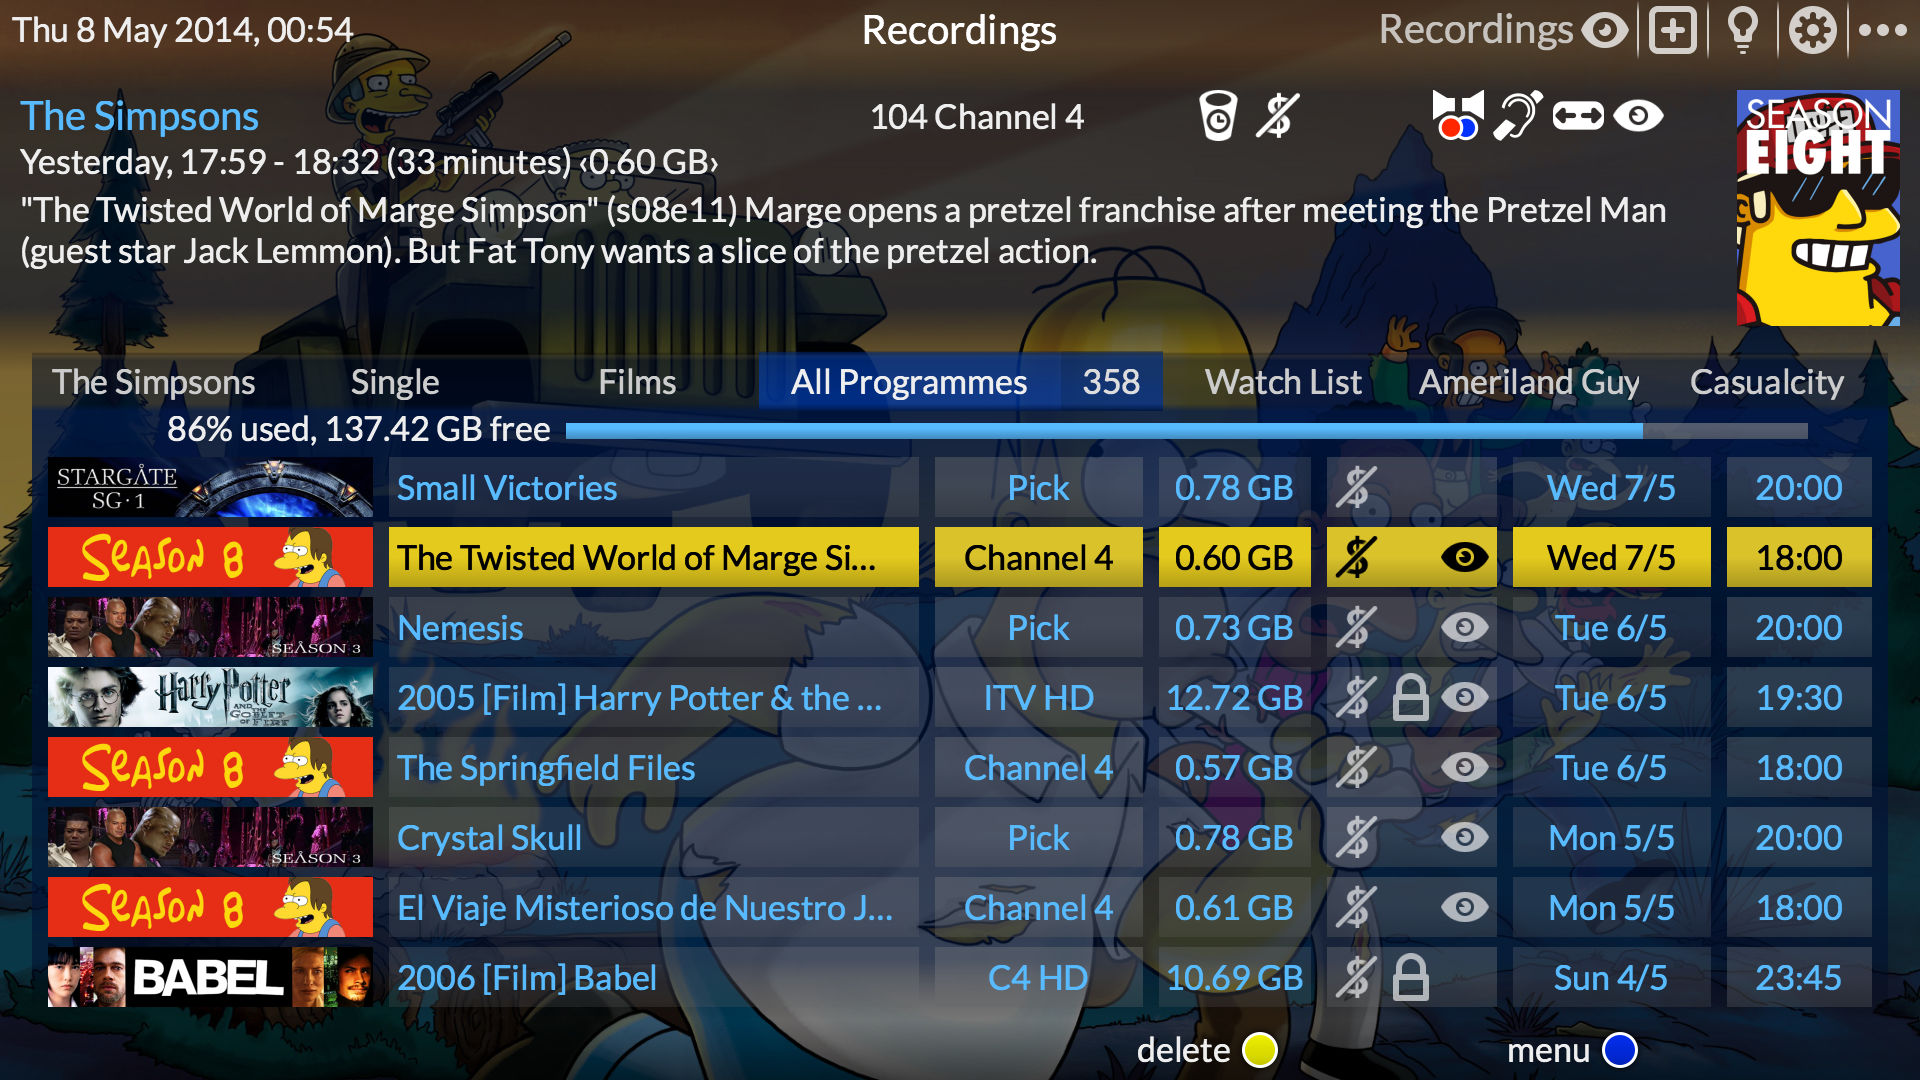 Thu 8 May 2014, 00:54
Recordings
Recordings
The Simpsons
104 Channel 4
Yesterday, 17:59 - 18:32 (33 minutes) ‹0.60 GB›
"The Twisted World of Marge Simpson" (s08e11) Marge opens a pretzel franchise after meeting the Pretzel Man
(guest star Jack Lemmon). But Fat Tony wants a slice of the pretzel action.
SEASON
EIGHT
The Simpsons Single Films All Programmes 358 Watch List Ameriland Guy Casualcity
86% used, 137.42 GB free
STARGÅTE
SG·1
Small Victories Pick 0.78 GB Wed 7/5 20:00
SEASON 8 The Twisted World of Marge Si... Channel 4 0.60 GB Wed 7/5 18:00
SEÅSON 3 Nemesis Pick 0.73 GB Tue 6/5 20:00
Harry Potter
AND THE
GOBLET
OF FIRE
2005 [Film] Harry Potter & the ... ITV HD 12.72 GB Tue 6/5 19:30
SEASON 8 The Springfield Files Channel 4 0.57 GB Tue 6/5 18:00
SEÅSON 3 Crystal Skull Pick 0.78 GB Mon 5/5 20:00
SEASON 8 El Viaje Misterioso de Nuestro J... Channel 4 0.61 GB Mon 5/5 18:00
BABEL 2006 [Film] Babel C4 HD 10.69 GB Sun 4/5 23:45
delete menu